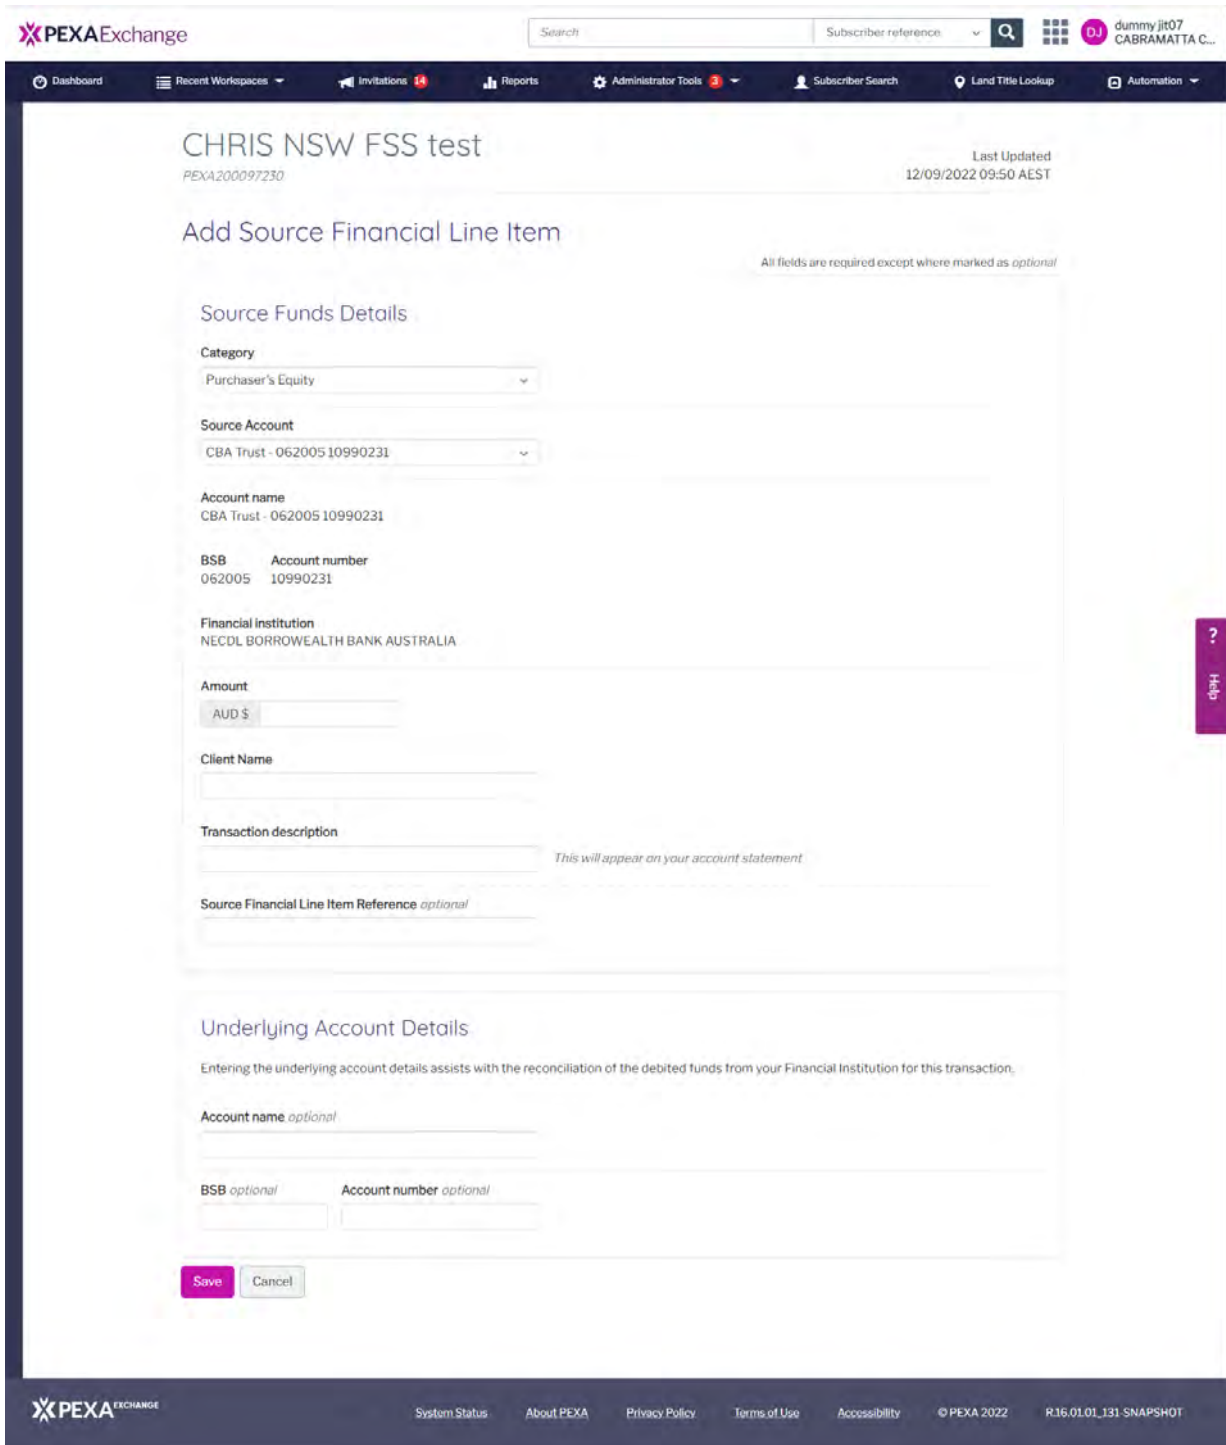 PEXAExchange
Search
Subscriber reference
DJ
dummy jit07
CABRAMATTA C...
Dashboard
Recent Workspaces
Invitations 14
Reports
Administrator Tools 3
Subscriber Search
Land Title Lookup
Automation
CHRIS NSW FSS test
PEXA200097230
Last Updated
12/09/2022 09:50 AEST
Add Source Financial Line Item
All fields are required except where marked as optional
Source Funds Details
Category
Purchaser's Equity
Source Account
CBA Trust - 062005 10990231
Account name
CBA Trust - 062005 10990231
BSB Account number
062005 10990231
Financial institution
NECDL BORROWEALTH BANK AUSTRALIA
Amount
AUD $
Client Name
Transaction description
This will appear on your account statement
Source Financial Line Item Reference optional
? Help
Underlying Account Details
Entering the underlying account details assists with the reconciliation of the debited funds from your Financial Institution for this transaction.
Account name optional
BSB optional Account number optional
Save Cancel
PEXA EXCHANGE
System Status
About PEXA
Privacy Policy
Terms of Use
Accessibility
© PEXA 2022
R.16.01.01_131-SNAPSHOT